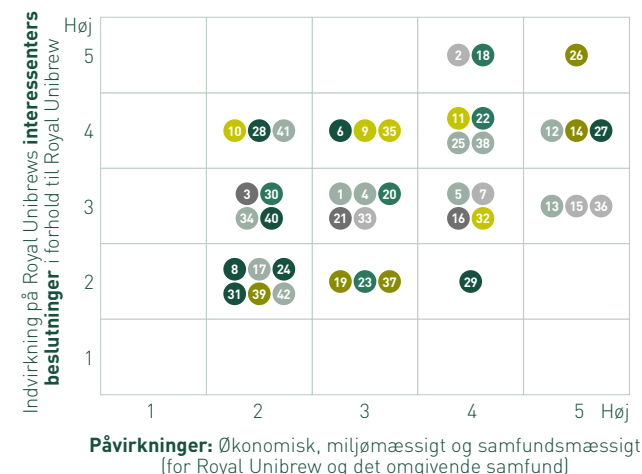 Indvirkning på Royal Unibrews interessenters
beslutninger i forhold til Royal Unibrew
Høj
5
2 18 26
4
10 28 41 6 9 35 11 22 12 14 27
25 38
3
3 30 1 4 20 5 7 13 15 36
34 40 21 33 16 32
2
8 17 24 19 23 37 29
31 39 42
1
1 2 3 4 5 Høj
Påvirkninger: Økonomisk, miljømæssigt og samfundsmæssigt
(for Royal Unibrew og det omgivende samfund)